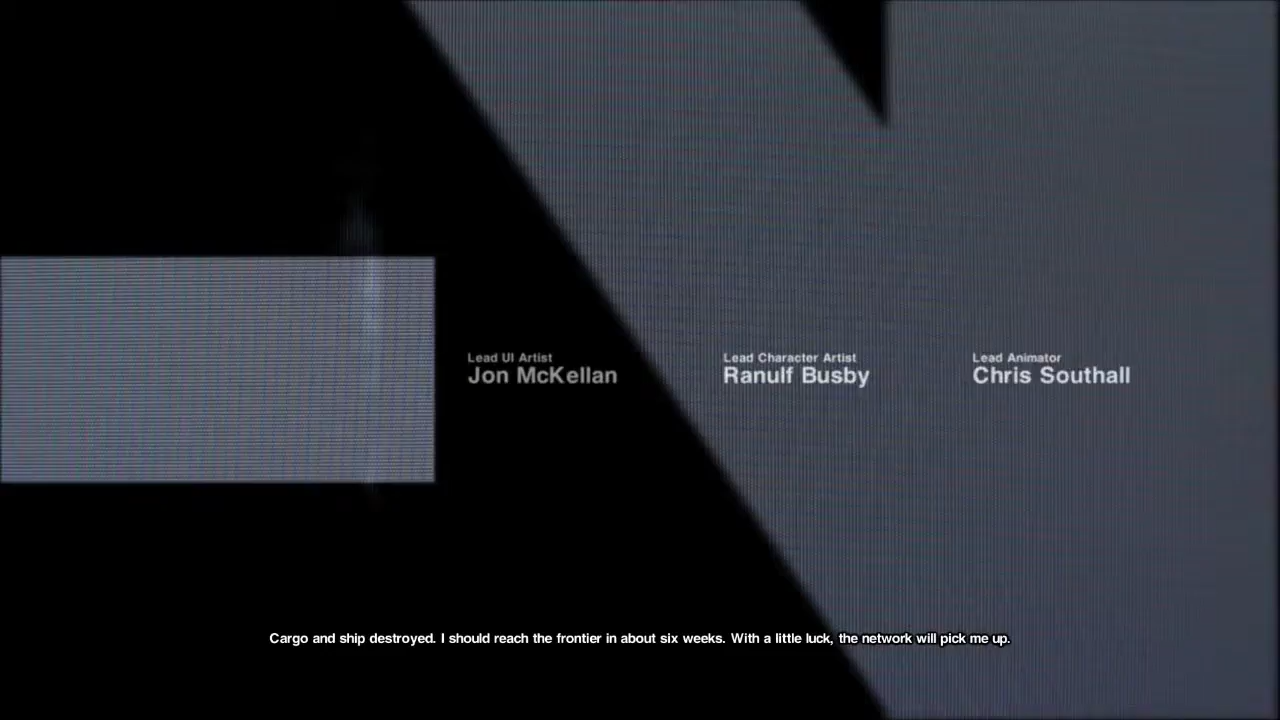 Lead UI Artist
Jon McKellan
Lead Character Artist
Ranulf Busby
Lead Animator
Chris Southall
Cargo and ship destroyed. I should reach the frontier in about six weeks. With a little luck, the network will pick me up.